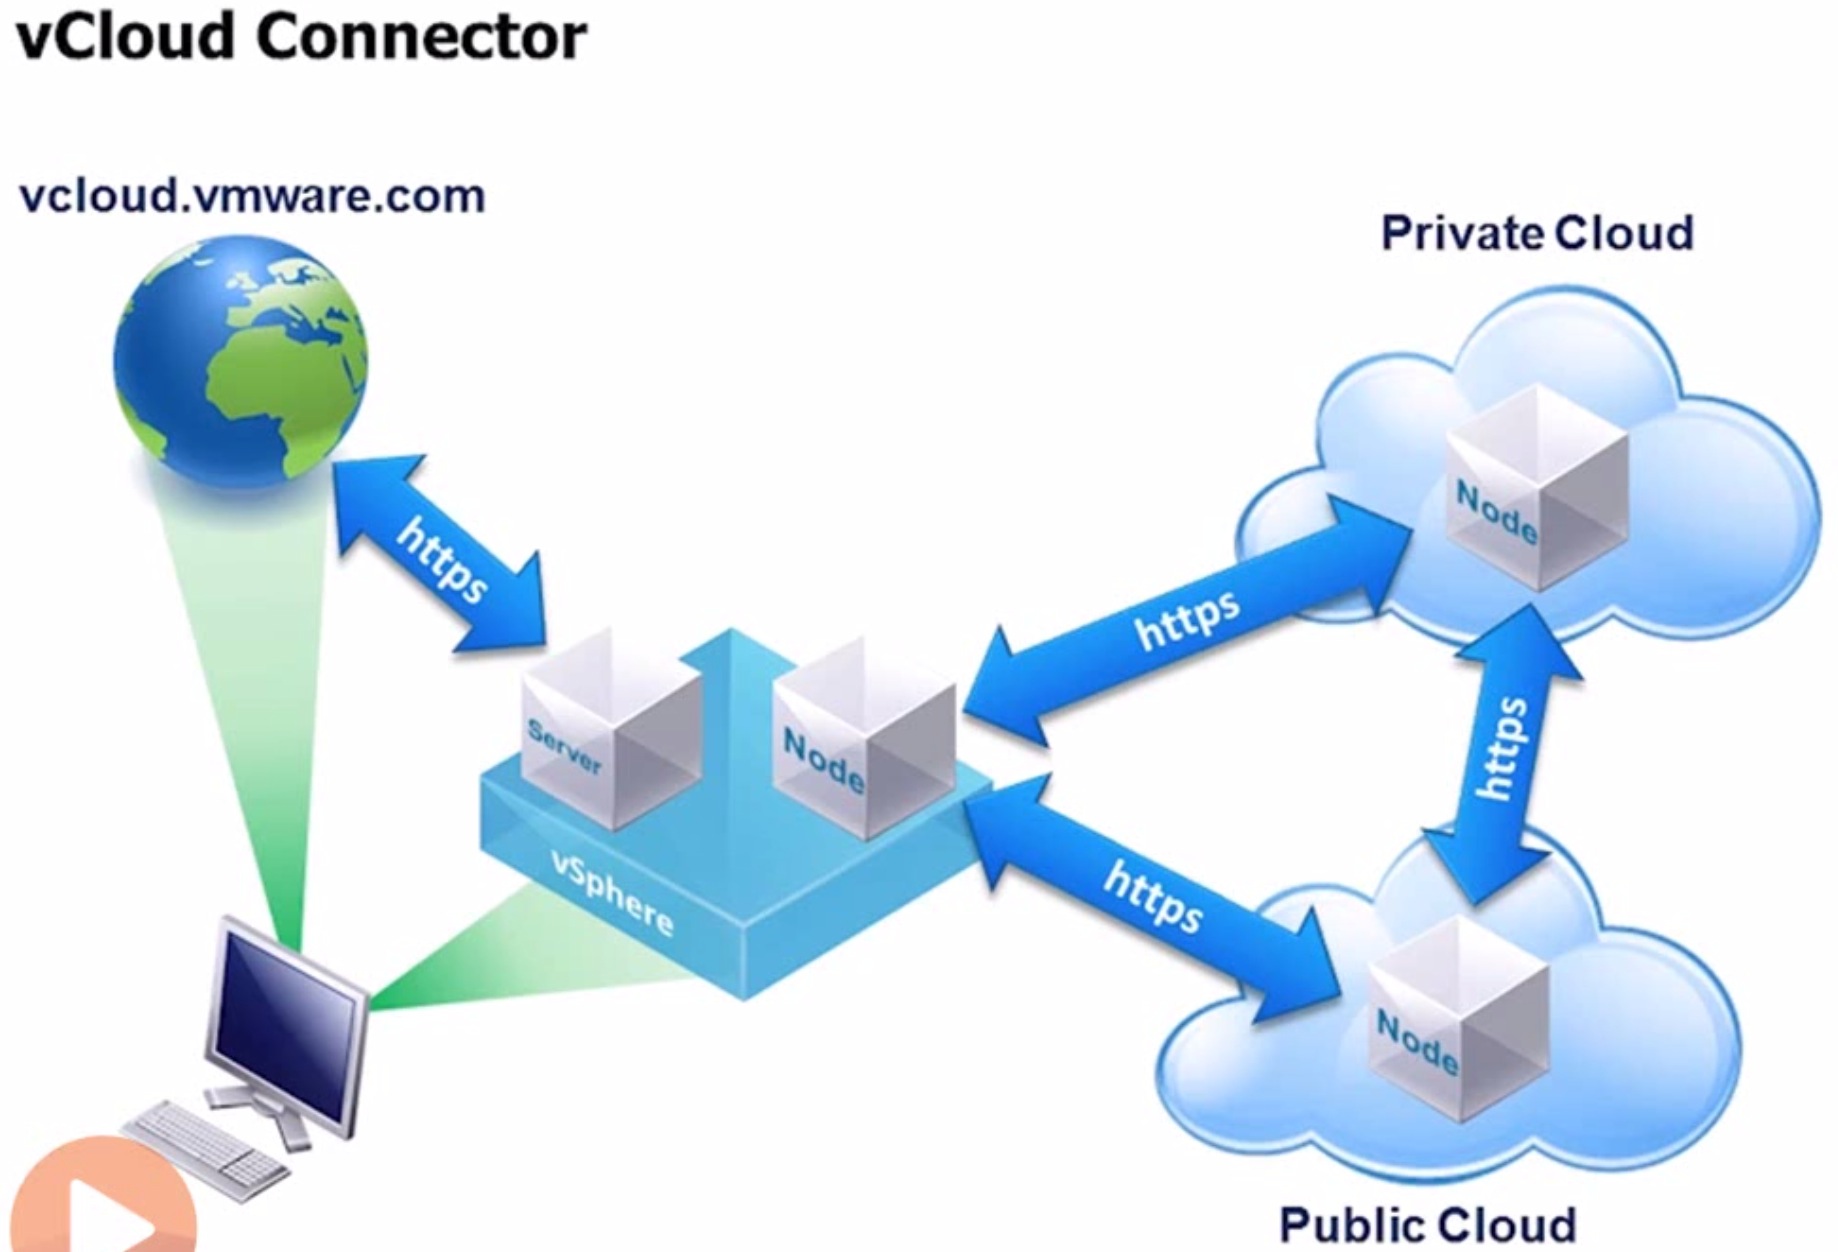 vCloud Connector
vcloud.vmware.com
Private Cloud
Node
https
https
Server
Node
https
vSphere
https
Node
Public Cloud